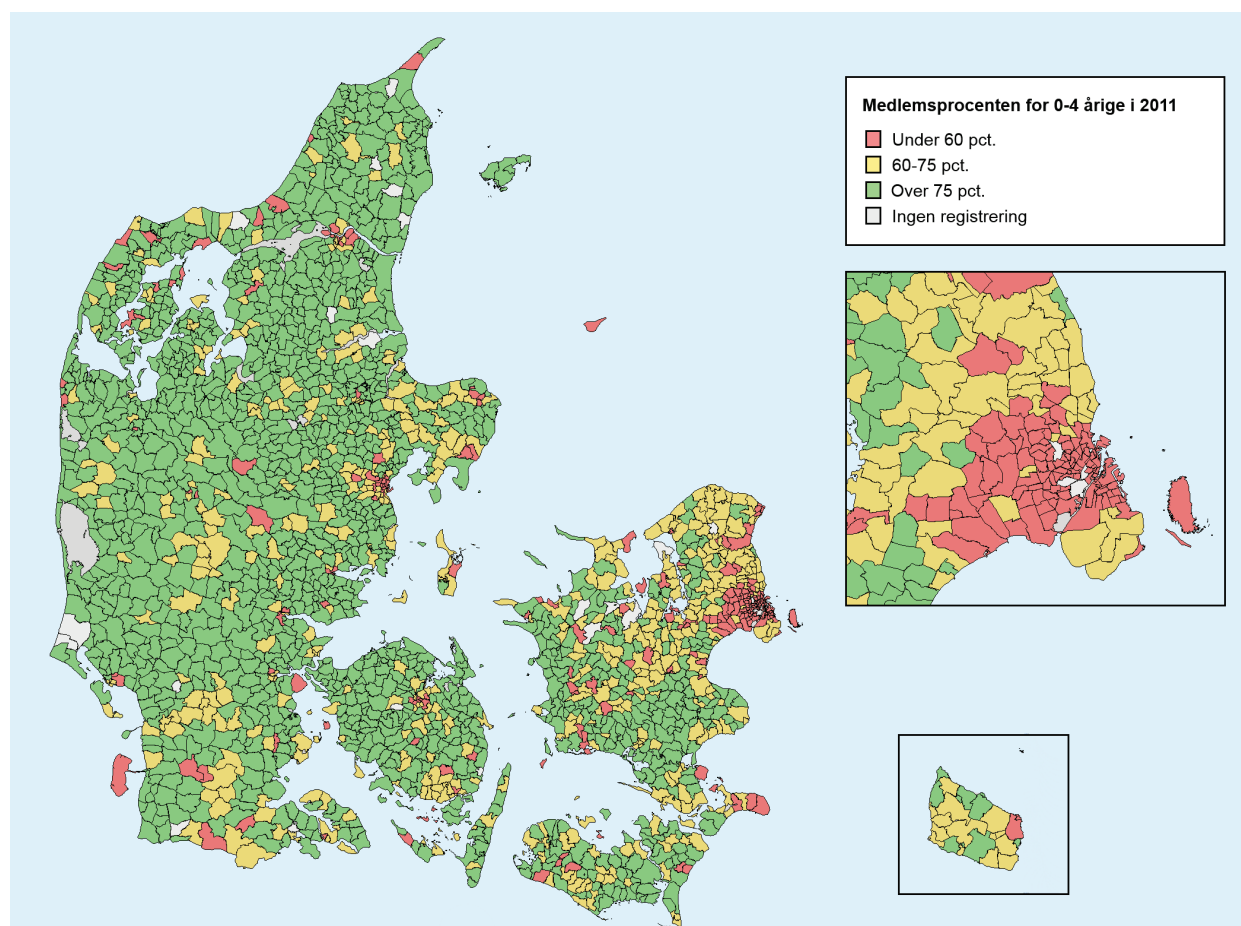 Medlemsprocenten for 0-4 årige i 2011
Under 60 pct.
60-75 pct.
Over 75 pct.
Ingen registrering